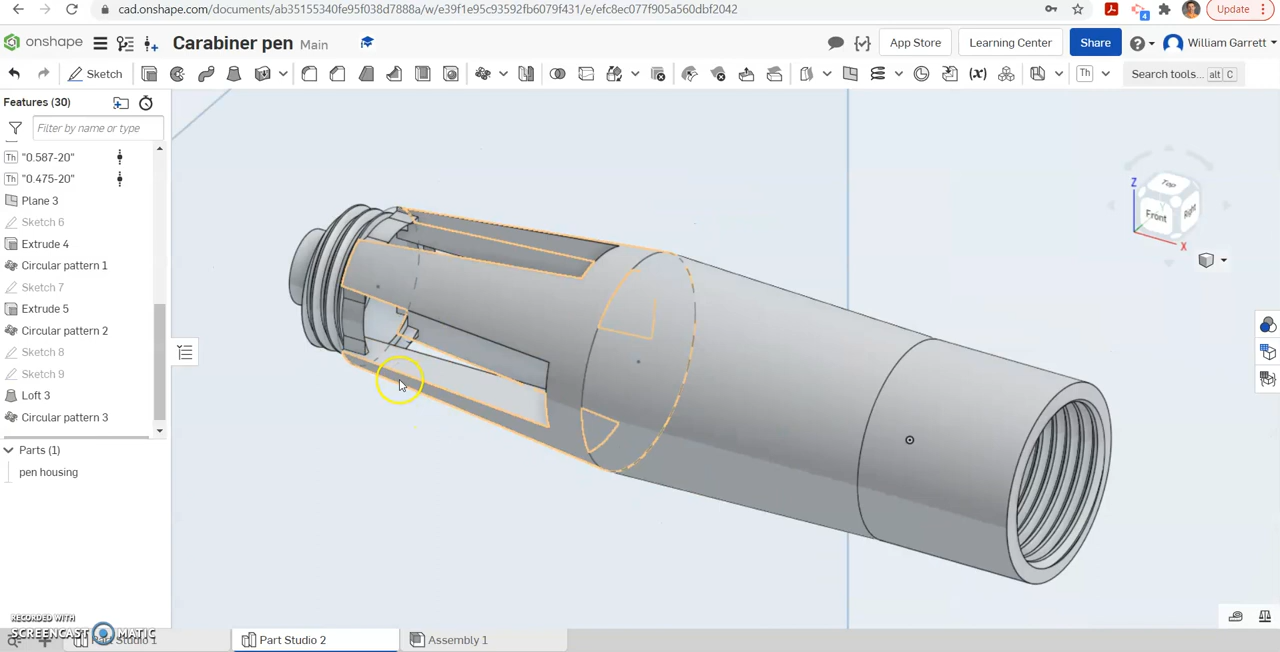 cad.onshape.com/documents/ab35155340fe95f038d7888a/w/e39f1e95c93592fb6079f431/e/efc8ec077f905a560dbf2042
4
Update
onshape
Carabiner pen Main
App Store
Learning Center
Share
William Garrett
Sketch
(x)
Th
Search tools... alt C
Features (30)
Filter by name or type
Th "0.587-20"
Th "0.475-20"
Plane 3
Sketch 6
Extrude 4
Circular pattern 1
Sketch 7
Extrude 5
Circular pattern 2
Sketch 8
Sketch 9
Loft 3
Circular pattern 3
Parts (1)
pen housing
Z
Top
Front
Right
X
RECORDED WITH
SCREENCAST MATIC
Part Studio 1
Part Studio 2
Assembly 1